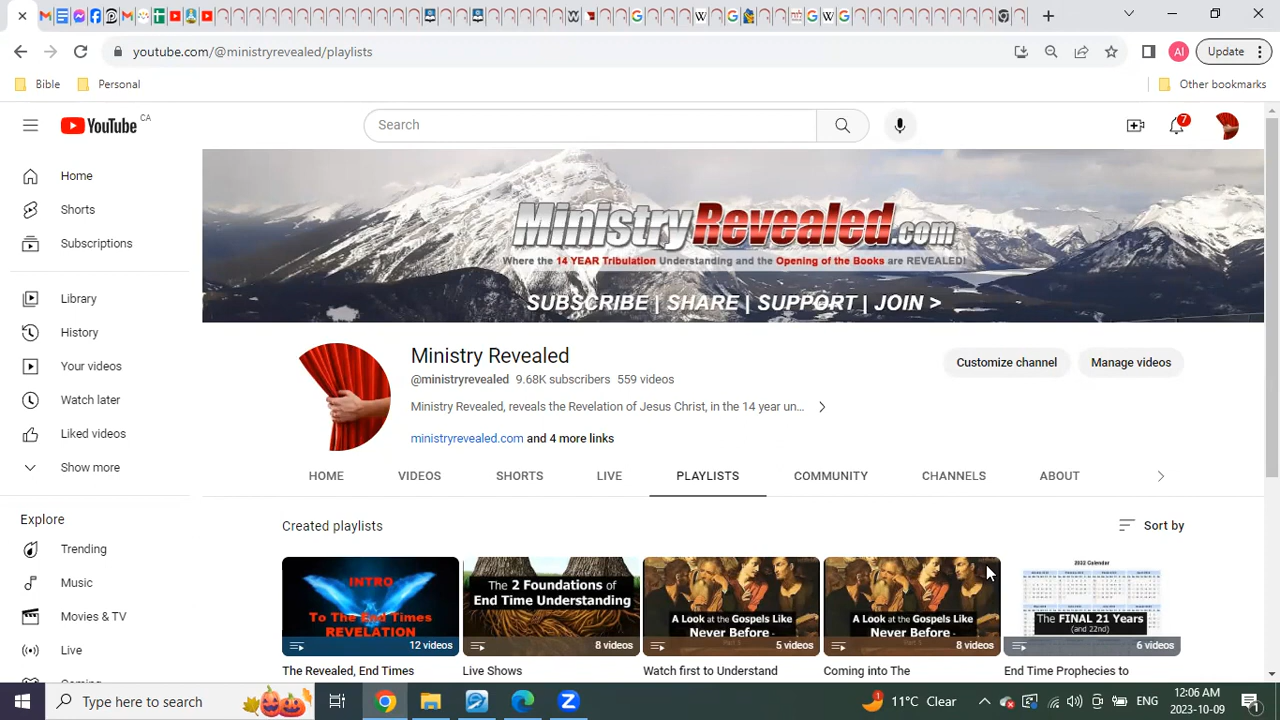 youtube.com/@ministryrevealed/playlists
AI
Update
Bible
Personal
Other bookmarks
YouTube CA
Search
7
Home
Shorts
Subscriptions
Library
History
Your videos
Watch later
Liked videos
Show more
Explore
Trending
Music
Movies & TV
Live
MinistryRevealed.com
Where the 14 YEAR Tribulation Understanding and the Opening of the Books are REVEALED!
SUBSCRIBE | SHARE | SUPPORT | JOIN >
Ministry Revealed
@ministryrevealed 9.68K subscribers 559 videos
Ministry Revealed, reveals the Revelation of Jesus Christ, in the 14 year un...
ministryrevealed.com and 4 more links
Customize channel
Manage videos
HOME
VIDEOS
SHORTS
LIVE
PLAYLISTS
COMMUNITY
CHANNELS
ABOUT
Created playlists
Sort by
INTRO
To The End Times
REVELATION
12 videos
The Revealed, End Times
The 2 Foundations of
End Time Understanding
8 videos
Live Shows
A Look at the Gospels Like
Never Before -
5 videos
Watch first to Understand
A Look at the Gospels Like
Never Before -
8 videos
Coming into The
2022 Calendar
The FINAL 21 Years
(and 22nd)
6 videos
End Time Prophecies to
Type here to search
1
11°C Clear
ENG
12:06 AM
2023-10-09
1